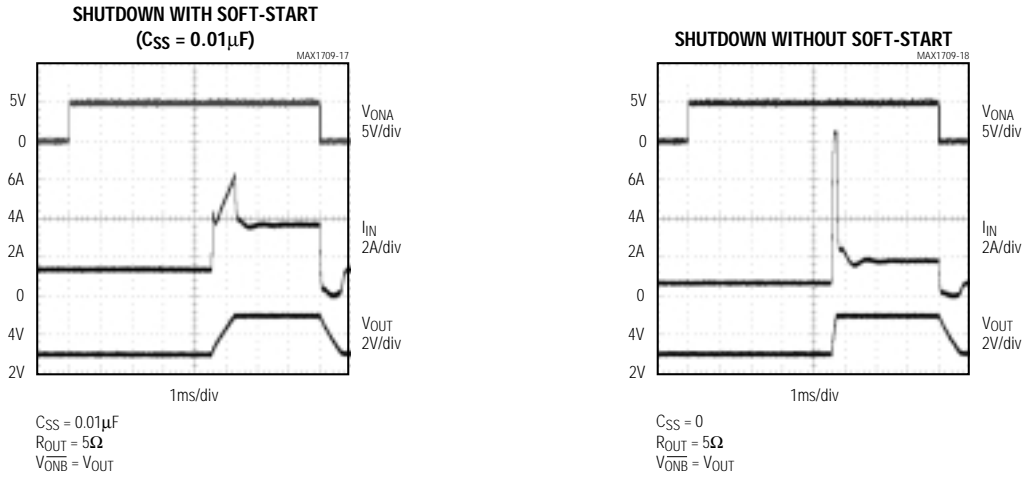 SHUTDOWN WITH SOFT-START
(CSS = 0.01μF)
MAX1709-17
5V
0
6A
4A
2A
0
4V
2V
VONA
5V/div
IIN
2A/div
VOUT
2V/div
1ms/div
CSS = 0.01μF
ROUT = 5Ω
VO̅N̅B̅ = VOUT
SHUTDOWN WITHOUT SOFT-START
MAX1709-18
5V
0
6A
4A
2A
0
4V
2V
VONA
5V/div
IIN
2A/div
VOUT
2V/div
1ms/div
CSS = 0
ROUT = 5Ω
VO̅N̅B̅ = VOUT